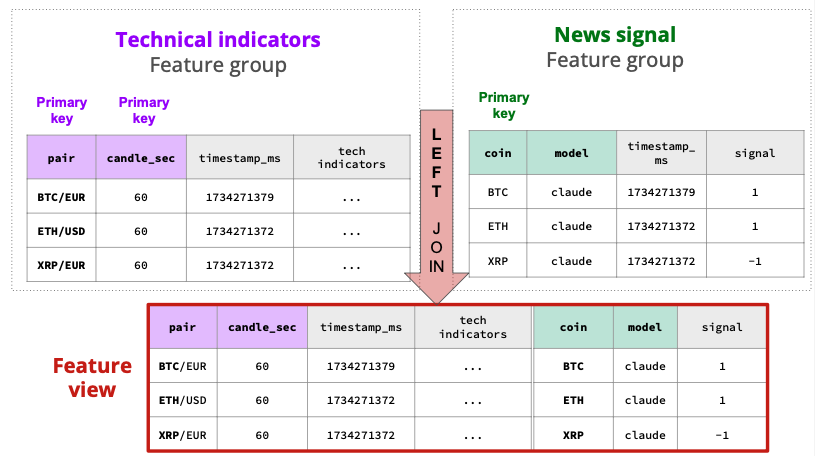 Technical indicators
Feature group
Primary key
Primary key
pair candle_sec timestamp_ms tech indicators
BTC/EUR 60 1734271379 ...
ETH/USD 60 1734271372 ...
XRP/EUR 60 1734271372 ...
LEFT JOIN
News signal
Feature group
Primary key
coin model timestamp_ms signal
BTC claude 1734271379 1
ETH claude 1734271372 1
XRP claude 1734271372 -1
Feature view
pair candle_sec timestamp_ms tech indicators coin model signal
BTC/EUR 60 1734271379 ... BTC claude 1
ETH/USD 60 1734271372 ... ETH claude 1
XRP/EUR 60 1734271372 ... XRP claude -1